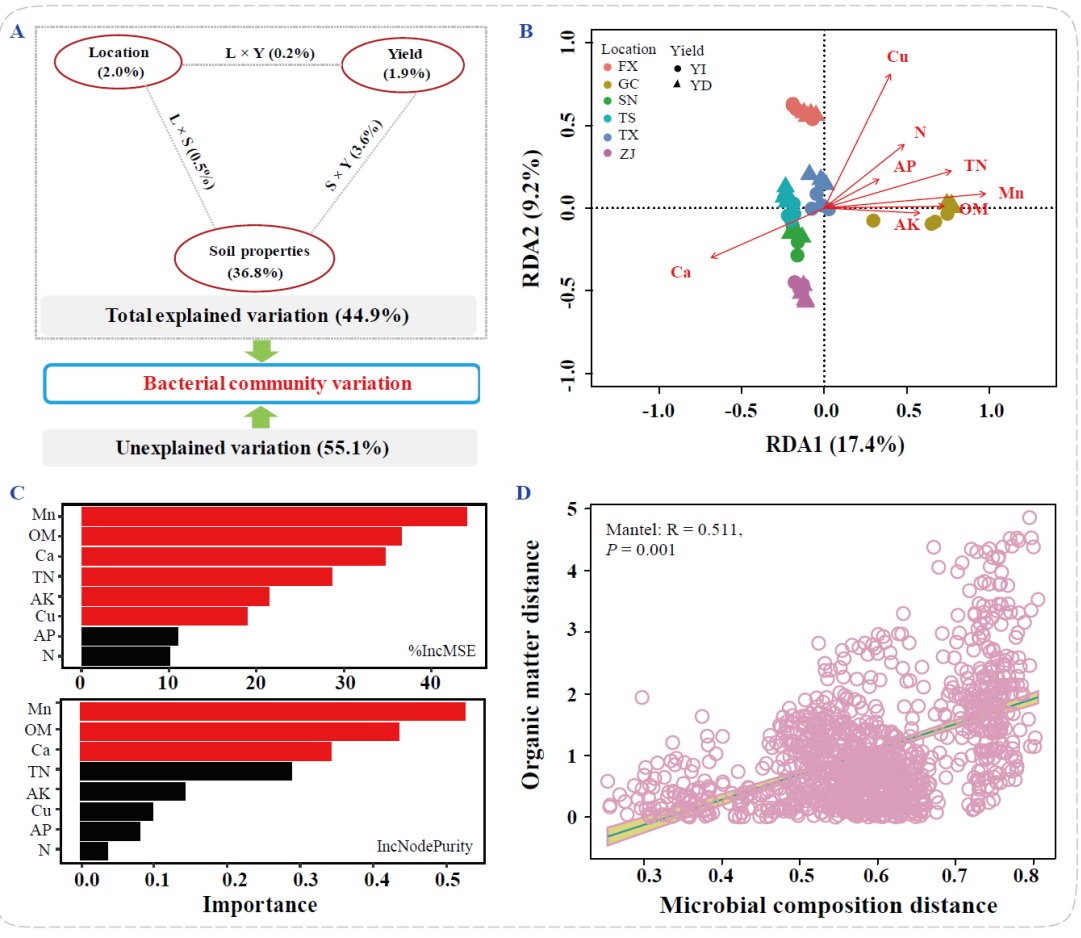 A
Location
(2.0%)
L × Y (0.2%)
Yield
(1.9%)
L × S (0.5%)
S × Y (3.6%)
Soil properties
(36.8%)
Total explained variation (44.9%)
Bacterial community variation
Unexplained variation (55.1%)
B
Location
FX
GC
SN
TS
TX
ZJ
Yield
YI
YD
Cu
N
AP
TN
Mn
OM
AK
Ca
1.0
0.5
0.0
-0.5
-1.0
RDA2 (9.2%)
-1.0
-0.5
0.0
0.5
1.0
RDA1 (17.4%)
C
Mn
OM
Ca
TN
AK
Cu
AP
N
%IncMSE
0
10
20
30
40
Mn
OM
Ca
TN
AK
Cu
AP
N
IncNodePurity
0.0
0.1
0.2
0.3
0.4
0.5
Importance
D
Mantel: R = 0.511,
P = 0.001
5
4
3
2
1
0
Organic matter distance
0.3
0.4
0.5
0.6
0.7
0.8
Microbial composition distance